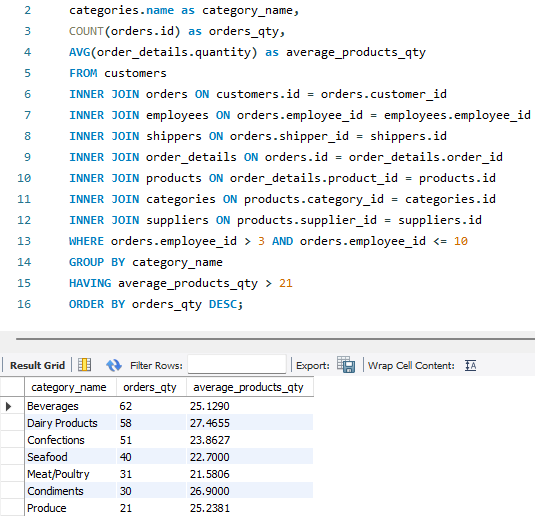 2 categories.name as category_name,
3 COUNT(orders.id) as orders_qty,
4 AVG(order_details.quantity) as average_products_qty
5 FROM customers
6 INNER JOIN orders ON customers.id = orders.customer_id
7 INNER JOIN employees ON orders.employee_id = employees.employee_id
8 INNER JOIN shippers ON orders.shipper_id = shippers.id
9 INNER JOIN order_details ON orders.id = order_details.order_id
10 INNER JOIN products ON order_details.product_id = products.id
11 INNER JOIN categories ON products.category_id = categories.id
12 INNER JOIN suppliers ON products.supplier_id = suppliers.id
13 WHERE orders.employee_id > 3 AND orders.employee_id <= 10
14 GROUP BY category_name
15 HAVING average_products_qty > 21
16 ORDER BY orders_qty DESC;
Result Grid Filter Rows: Export: Wrap Cell Content:
category_name orders_qty average_products_qty
Beverages 62 25.1290
Dairy Products 58 27.4655
Confections 51 23.8627
Seafood 40 22.7000
Meat/Poultry 31 21.5806
Condiments 30 26.9000
Produce 21 25.2381